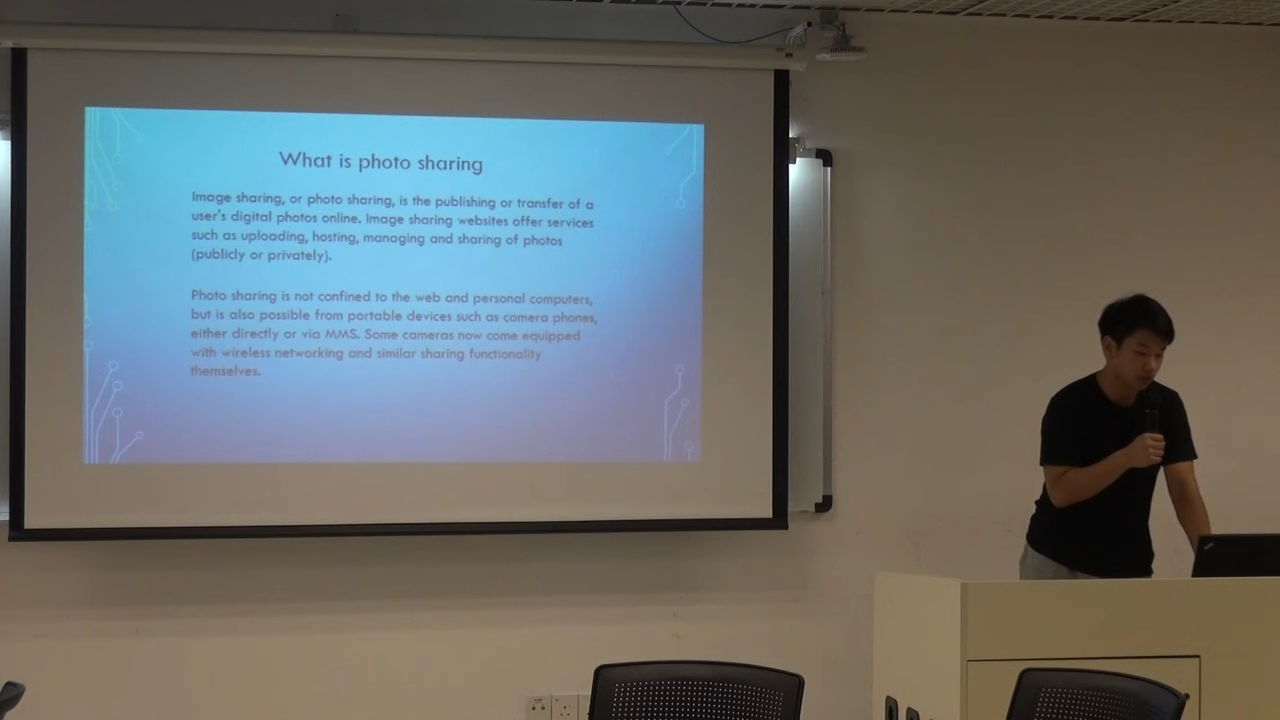 What is photo sharing
Image sharing, or photo sharing, is the publishing or transfer of a
user's digital photos online. Image sharing websites offer services
such as uploading, hosting, managing and sharing of photos
(publicly or privately).
Photo sharing is not confined to the web and personal computers,
but is also possible from portable devices such as camera phones,
either directly or via MMS. Some cameras now come equipped
with wireless networking and similar sharing functionality
themselves.